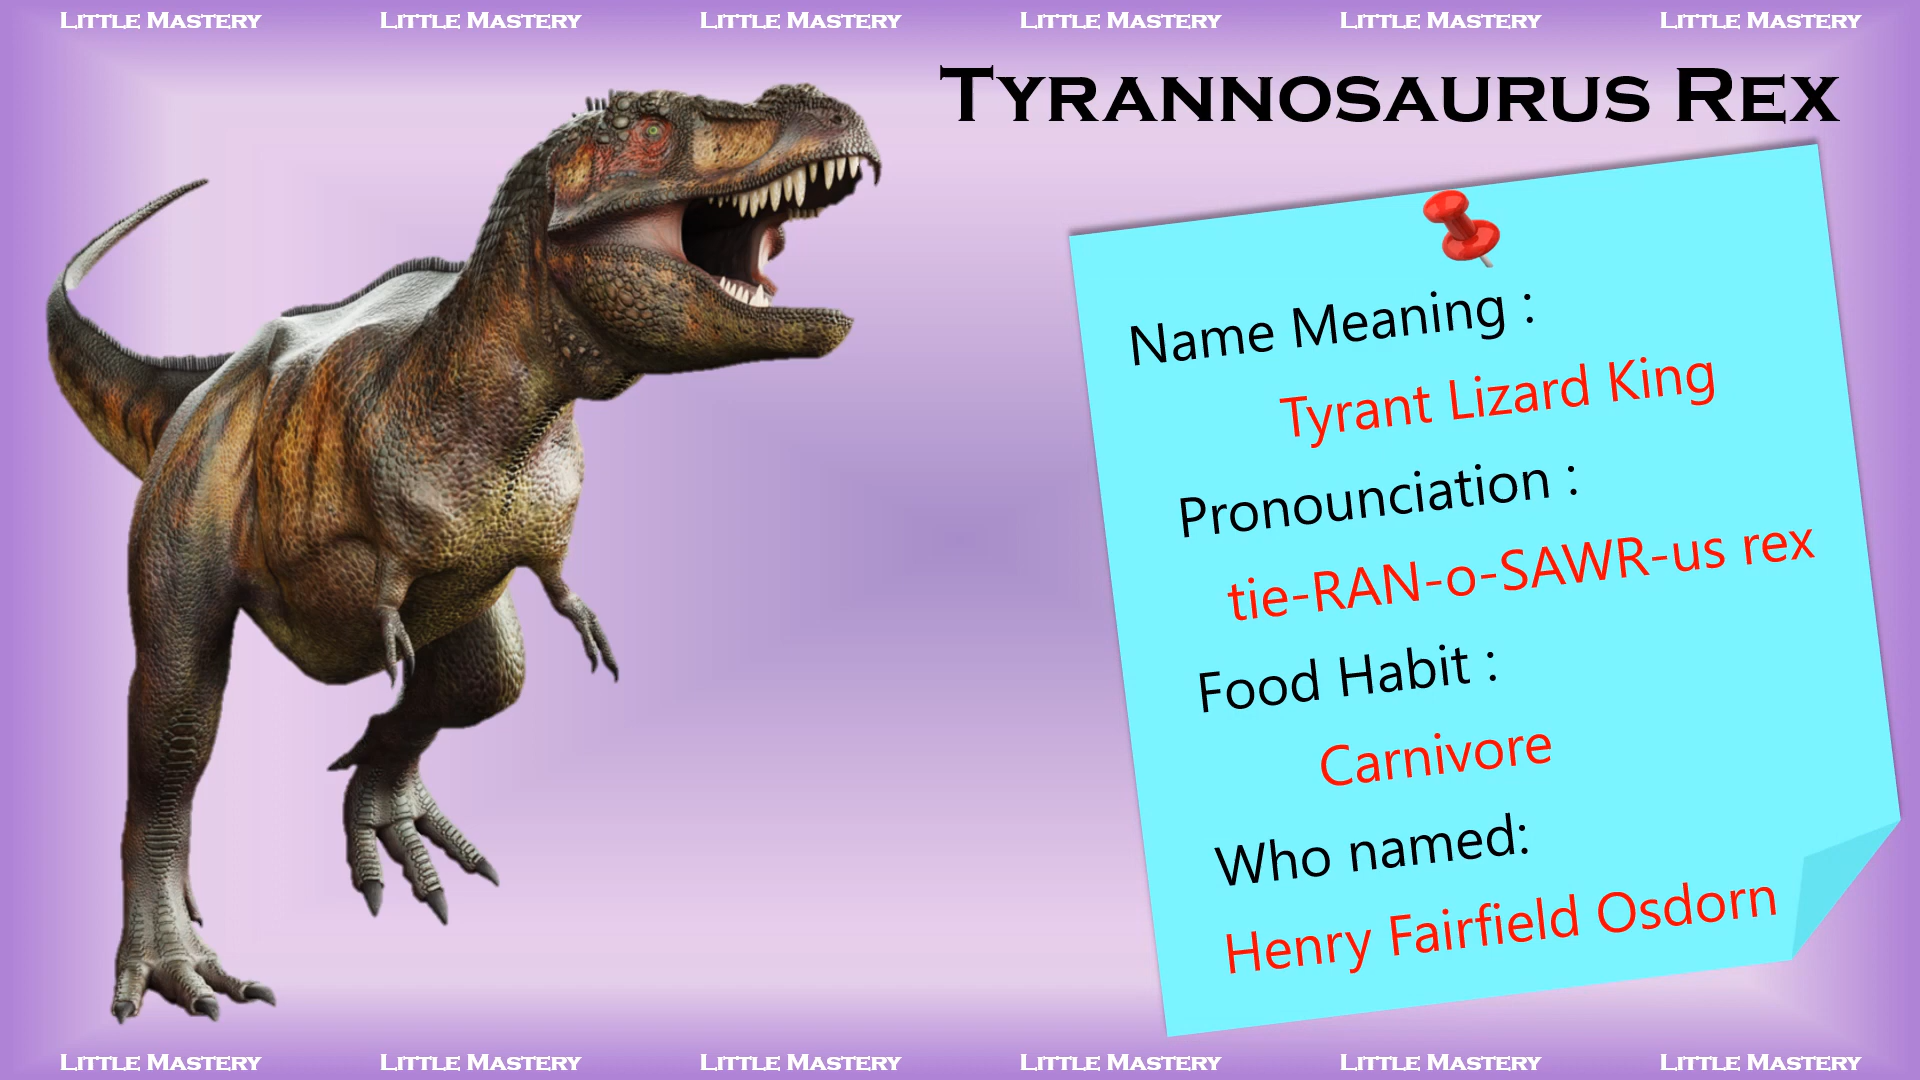 Little Mastery Little Mastery Little Mastery Little Mastery Little Mastery Little Mastery
Tyrannosaurus Rex
Name Meaning :
Tyrant Lizard King
Pronounciation :
tie-RAN-o-SAWR-us rex
Food Habit :
Carnivore
Who named:
Henry Fairfield Osdorn
Little Mastery Little Mastery Little Mastery Little Mastery Little Mastery Little Mastery